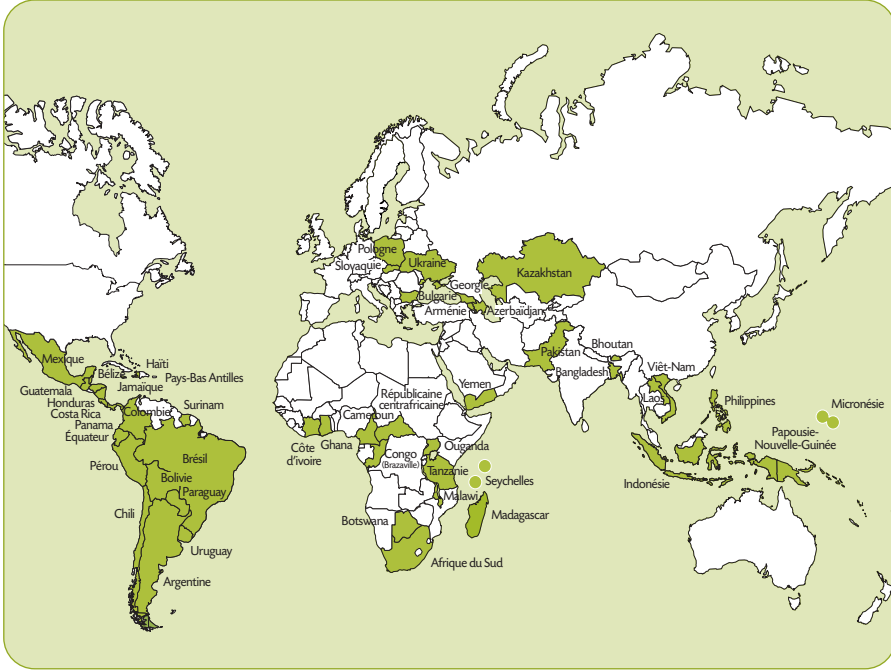 Pologne
Slovaquie
Ukraine
Kazakhstan
Georgie
Bulgarie
Arménie
Azerbaïdjan
Mexique
Haïti
Bélize
Pays-Bas Antilles
Jamaïque
Guatemala
Honduras
Costa Rica
Surinam
Colombie
Panama
Équateur
Pérou
Brésil
Bolivie
Paraguay
Chili
Uruguay
Argentine
Pakistan
Bhoutan
Bangladesh
Viêt-Nam
Laos
Yemen
Républicaine
centrafricaine
Cameroun
Philippines
Micronésie
Côte
d'ivoire
Ghana
Ouganda
Congo
(Brazaville)
Tanzanie
Seychelles
Malawi
Madagascar
Botswana
Afrique du Sud
Papousie-
Nouvelle-Guinée
Indonésie